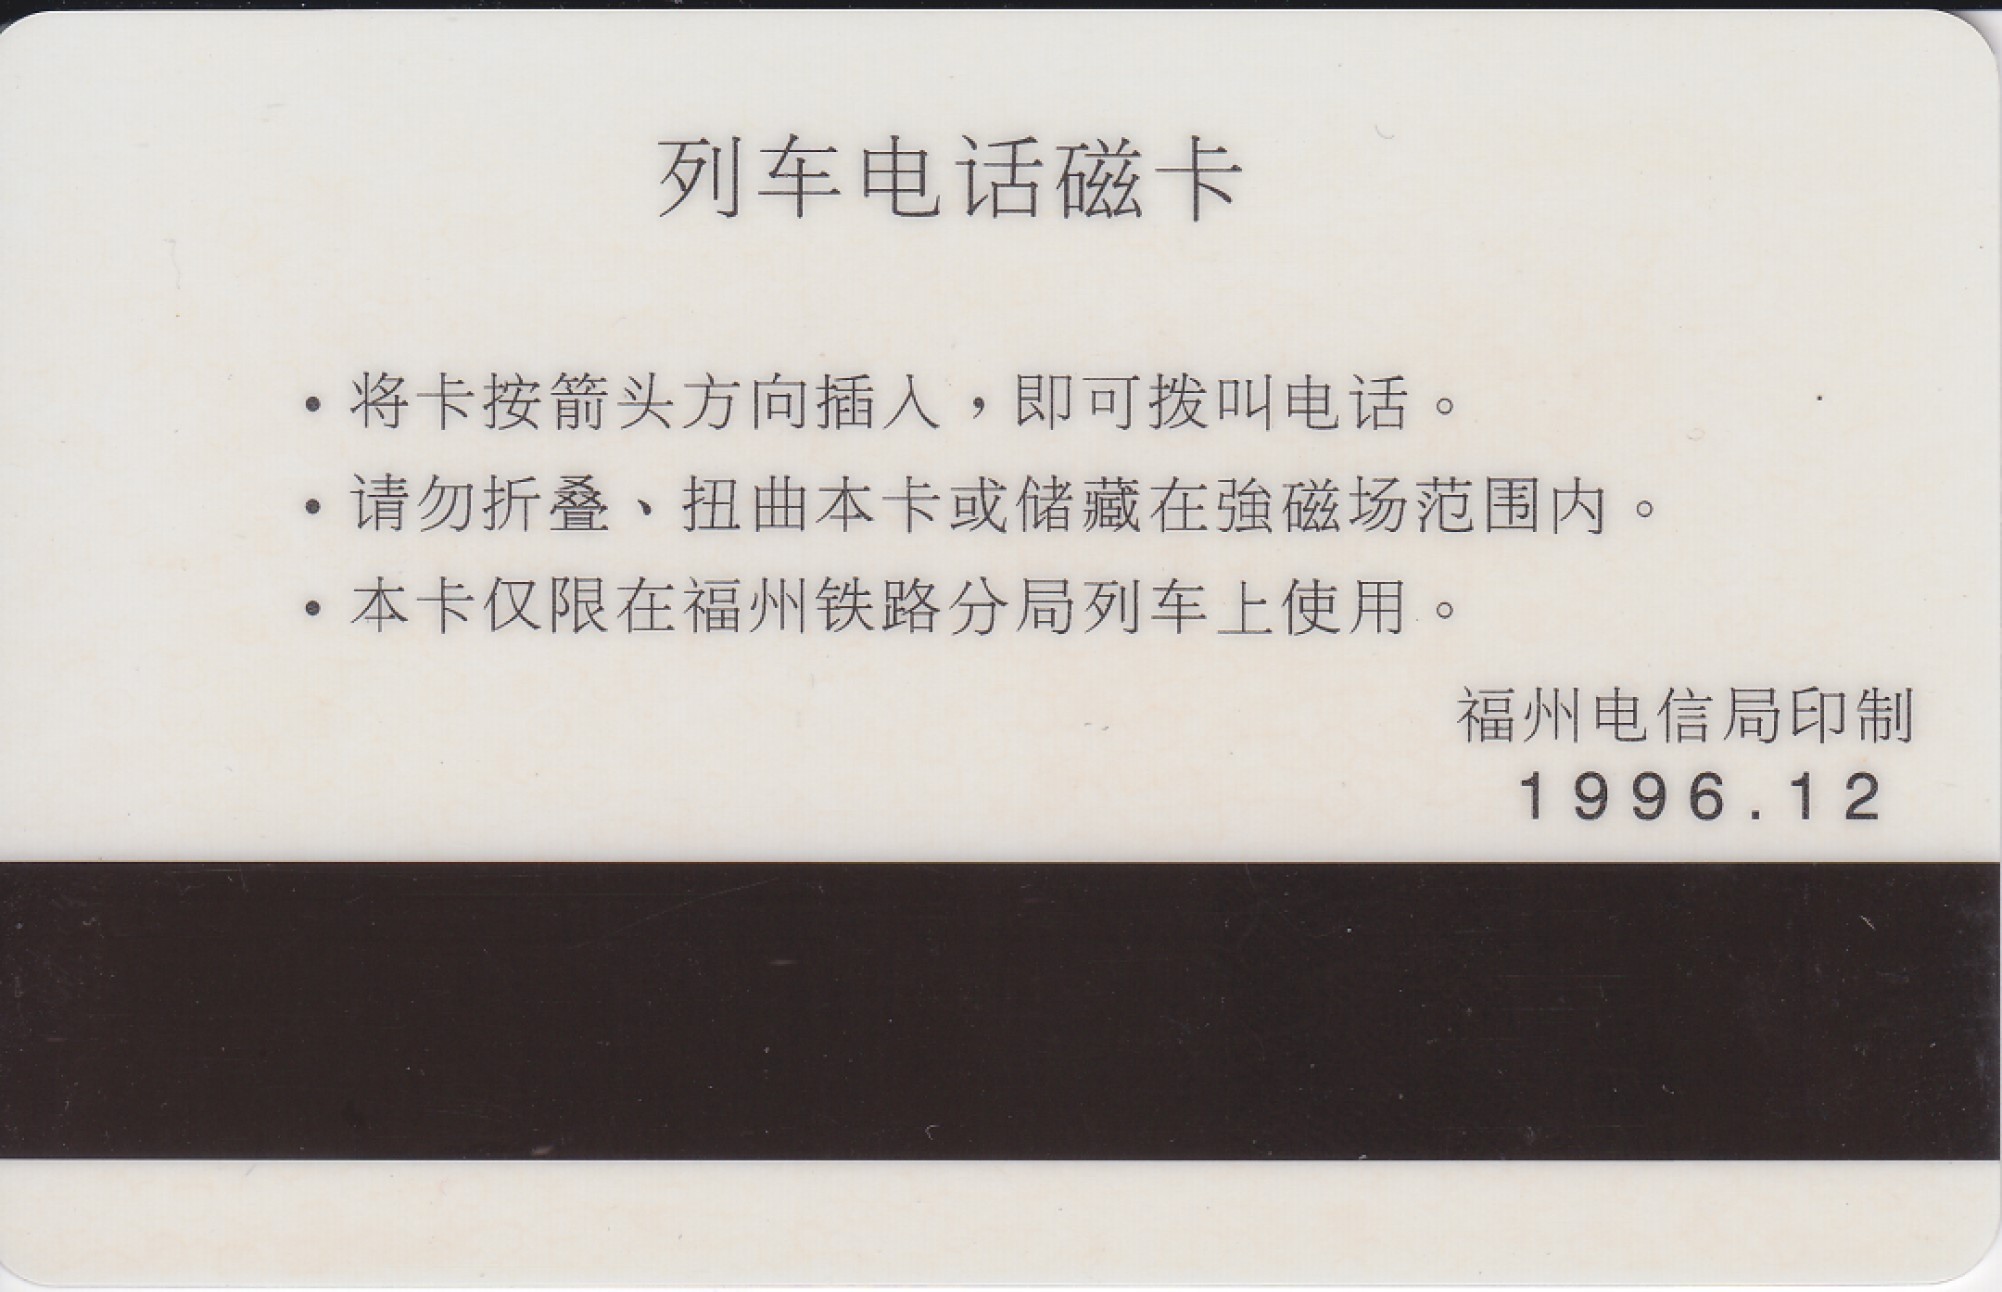 列车电话磁卡
• 将卡按箭头方向插入，即可拨叫电话。
• 请勿折叠、扭曲本卡或储藏在強磁场范围内。
• 本卡仅限在福州铁路分局列车上使用。
福州电信局印制
1996.12